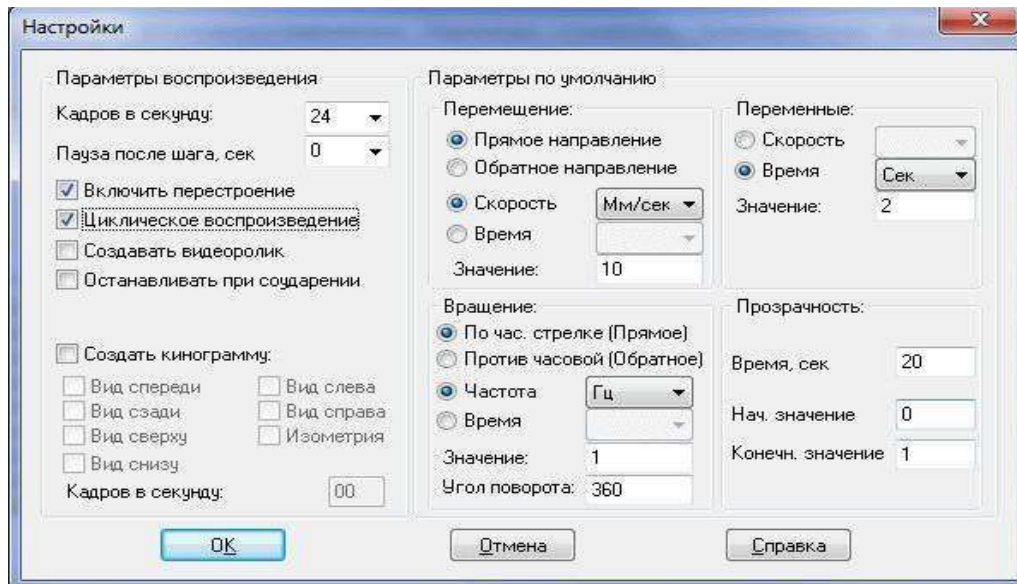 Настройки
Параметры воспроизведения
Кадров в секунду: 24
Пауза после шага, сек 0
Включить перестроение
Циклическое воспроизведение
Создавать видеоролик
Останавливать при соударении
Создать кинограмму:
Вид спереди Вид слева
Вид сзади Вид справа
Вид сверху Изометрия
Вид снизу
Кадров в секунду: 00
Параметры по умолчанию
Перемещение:
Прямое направление
Обратное направление
Скорость Мм/сек
Время
Значение: 10
Переменные:
Скорость
Время Сек
Значение: 2
Вращение:
По час. стрелке (Прямое)
Против часовой (Обратное)
Частота Гц
Время
Значение: 1
Угол поворота: 360
Прозрачность:
Время, сек 20
Нач. значение 0
Конечн. значение 1
OK Отмена Справка